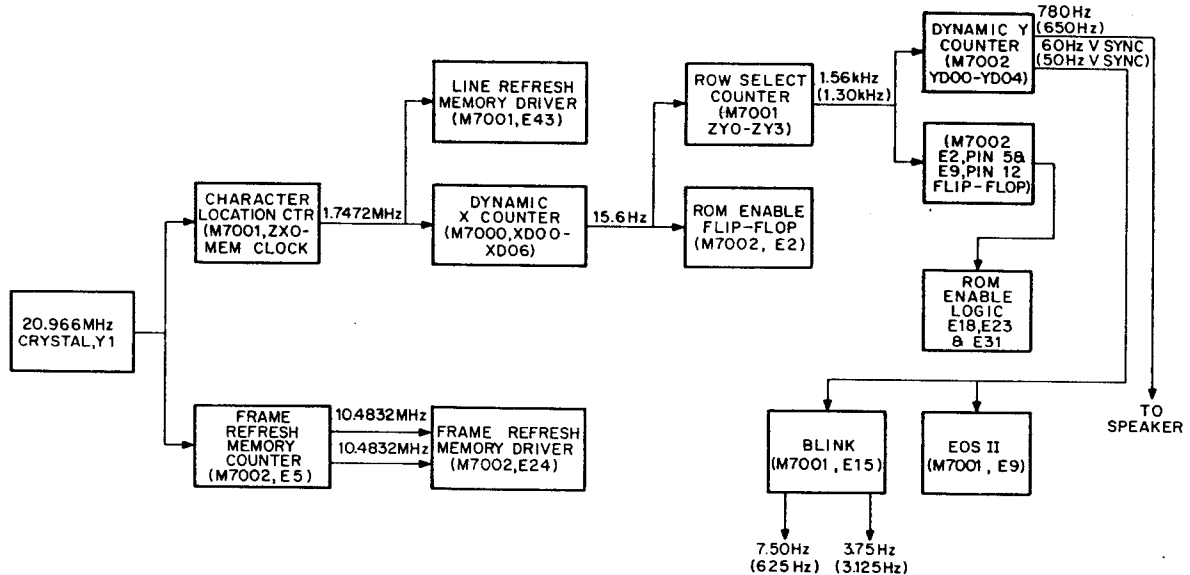 780Hz
(650Hz)
60Hz V SYNC
(50Hz V SYNC)
DYNAMIC Y
COUNTER
(M7002
YD00-YD04)
LINE REFRESH
MEMORY DRIVER
(M7001,E43)
ROW SELECT
COUNTER
(M7001
ZY0-ZY3)
1.56kHz
(1.30kHz)
(M7002
E2,PIN 5&
E9,PIN 12
FLIP-FLOP)
CHARACTER
LOCATION CTR
(M7001,ZX0-
MEM CLOCK
1.7472MHz
DYNAMIC
X COUNTER
(M7000,XD00-
XD06)
15.6Hz
ROM ENABLE
FLIP-FLOP
(M7002, E2)
ROM
ENABLE
LOGIC
E18,E23
& E31
20.966MHz
CRYSTAL,Y1
FRAME
REFRESH
MEMORY
COUNTER
(M7002,E5)
10.4832MHz
10.4832MHz
FRAME REFRESH
MEMORY DRIVER
(M7002,E24)
BLINK
(M7001, E15)
EOS II
(M7001, E9)
TO
SPEAKER
7.50Hz
(625Hz)
3.75Hz
(3.125Hz)